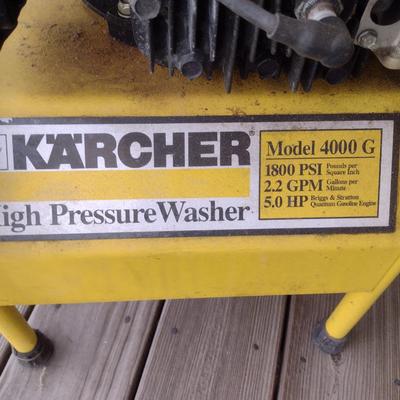 KÄRCHER
High Pressure Washer
Model 4000 G
1800 PSI Pounds per Square Inch
2.2 GPM Gallons per Minute
5.0 HP Briggs & Stratton Quantum Gasoline Engine